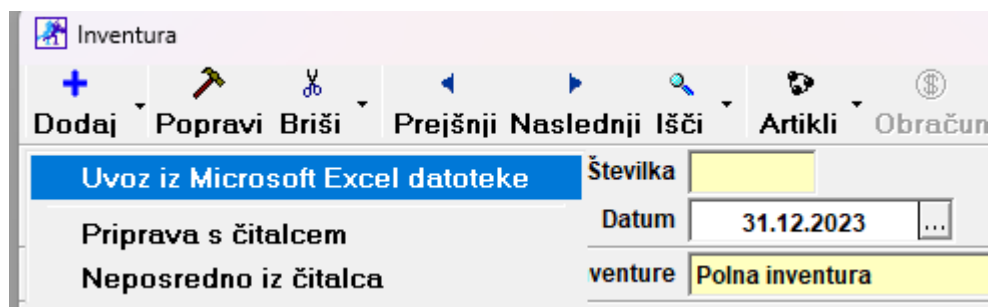 Inventura
Dodaj Popravi Briši Prejšnji Naslednji Išči Artikli Obračun
Uvoz iz Microsoft Excel datoteke
Številka
Datum 31.12.2023 ...
Priprava s čitalcem
Neposredno iz čitalca
venture Polna inventura